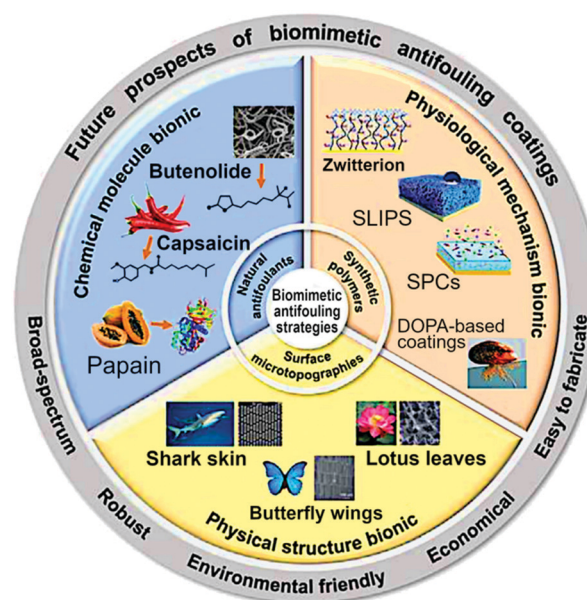 Future prospects of biomimetic antifouling coatings
Chemical molecule bionic
Butenolide
Capsaicin
Papain
Physiological mechanism bionic
Zwitterion
SLIPS
SPCs
DOPA-based
coatings
Natural
antifoulants
Synthetic
polymers
Biomimetic
antifouling
strategies
Surface
microtopographies
Shark skin
Lotus leaves
Butterfly wings
Physical structure bionic
Broad-spectrum
Robust
Environmental friendly
Economical
Easy to fabricate